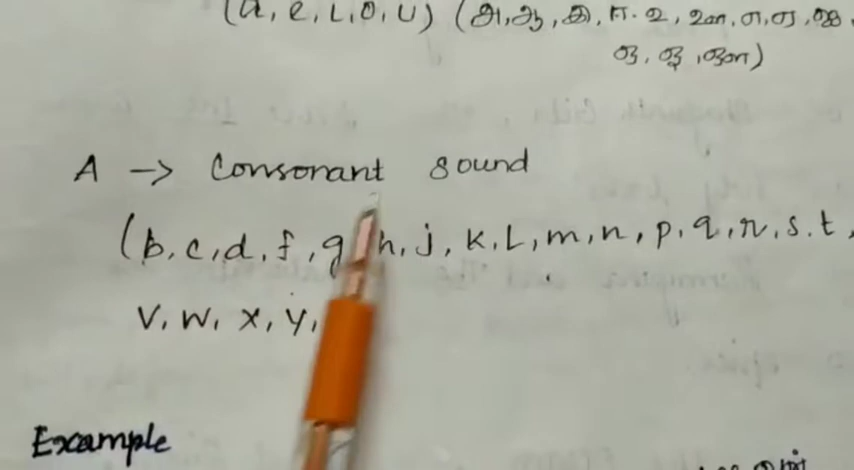 (a, e, i, o, u) (அ, ஆ, இ, ஈ. உ, ஊ, எ, ஏ, ஐ,
ஒ, ஓ, ஔ)
A -> Consonant sound
(b, c, d, f, g, h, j, k, L, m, n, p, q, r, s. t,
v, w, x, y,
Example